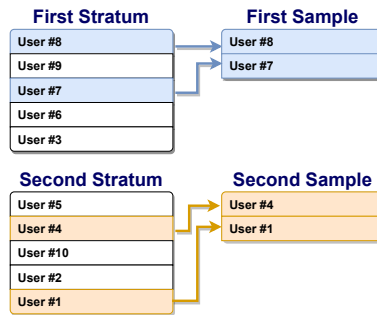 First Stratum
First Sample
User #8
User #9
User #7
User #6
User #3
User #8
User #7
Second Stratum
Second Sample
User #5
User #4
User #10
User #2
User #1
User #4
User #1